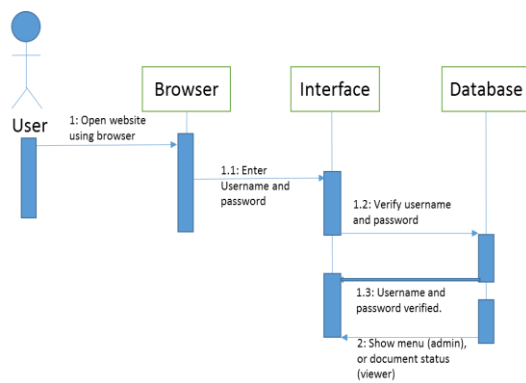 Browser
Interface
Database
User
1: Open website
using browser
1.1: Enter
Username and
password
1.2: Verify username
and password
1.3: Username and
password verified.
2: Show menu (admin),
or document status
(viewer)